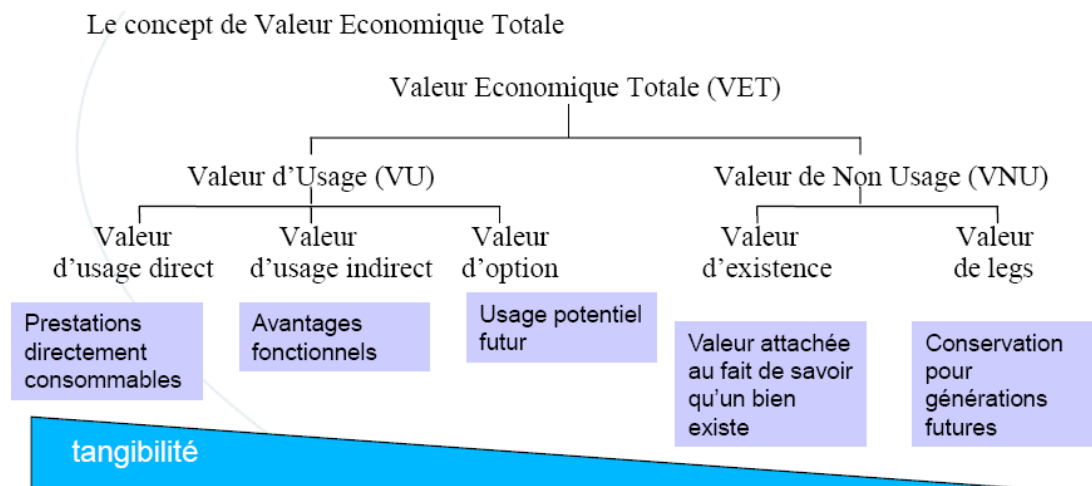 Le concept de Valeur Economique Totale
Valeur Economique Totale (VET)
Valeur d'Usage (VU)
Valeur de Non Usage (VNU)
Valeur
d'usage direct
Valeur
d'usage indirect
Valeur
d'option
Valeur
d'existence
Valeur
de legs
Prestations
directement
consommables
Avantages
fonctionnels
Usage potentiel
futur
Valeur attachée
au fait de savoir
qu'un bien
existe
Conservation
pour
générations
futures
tangibilité